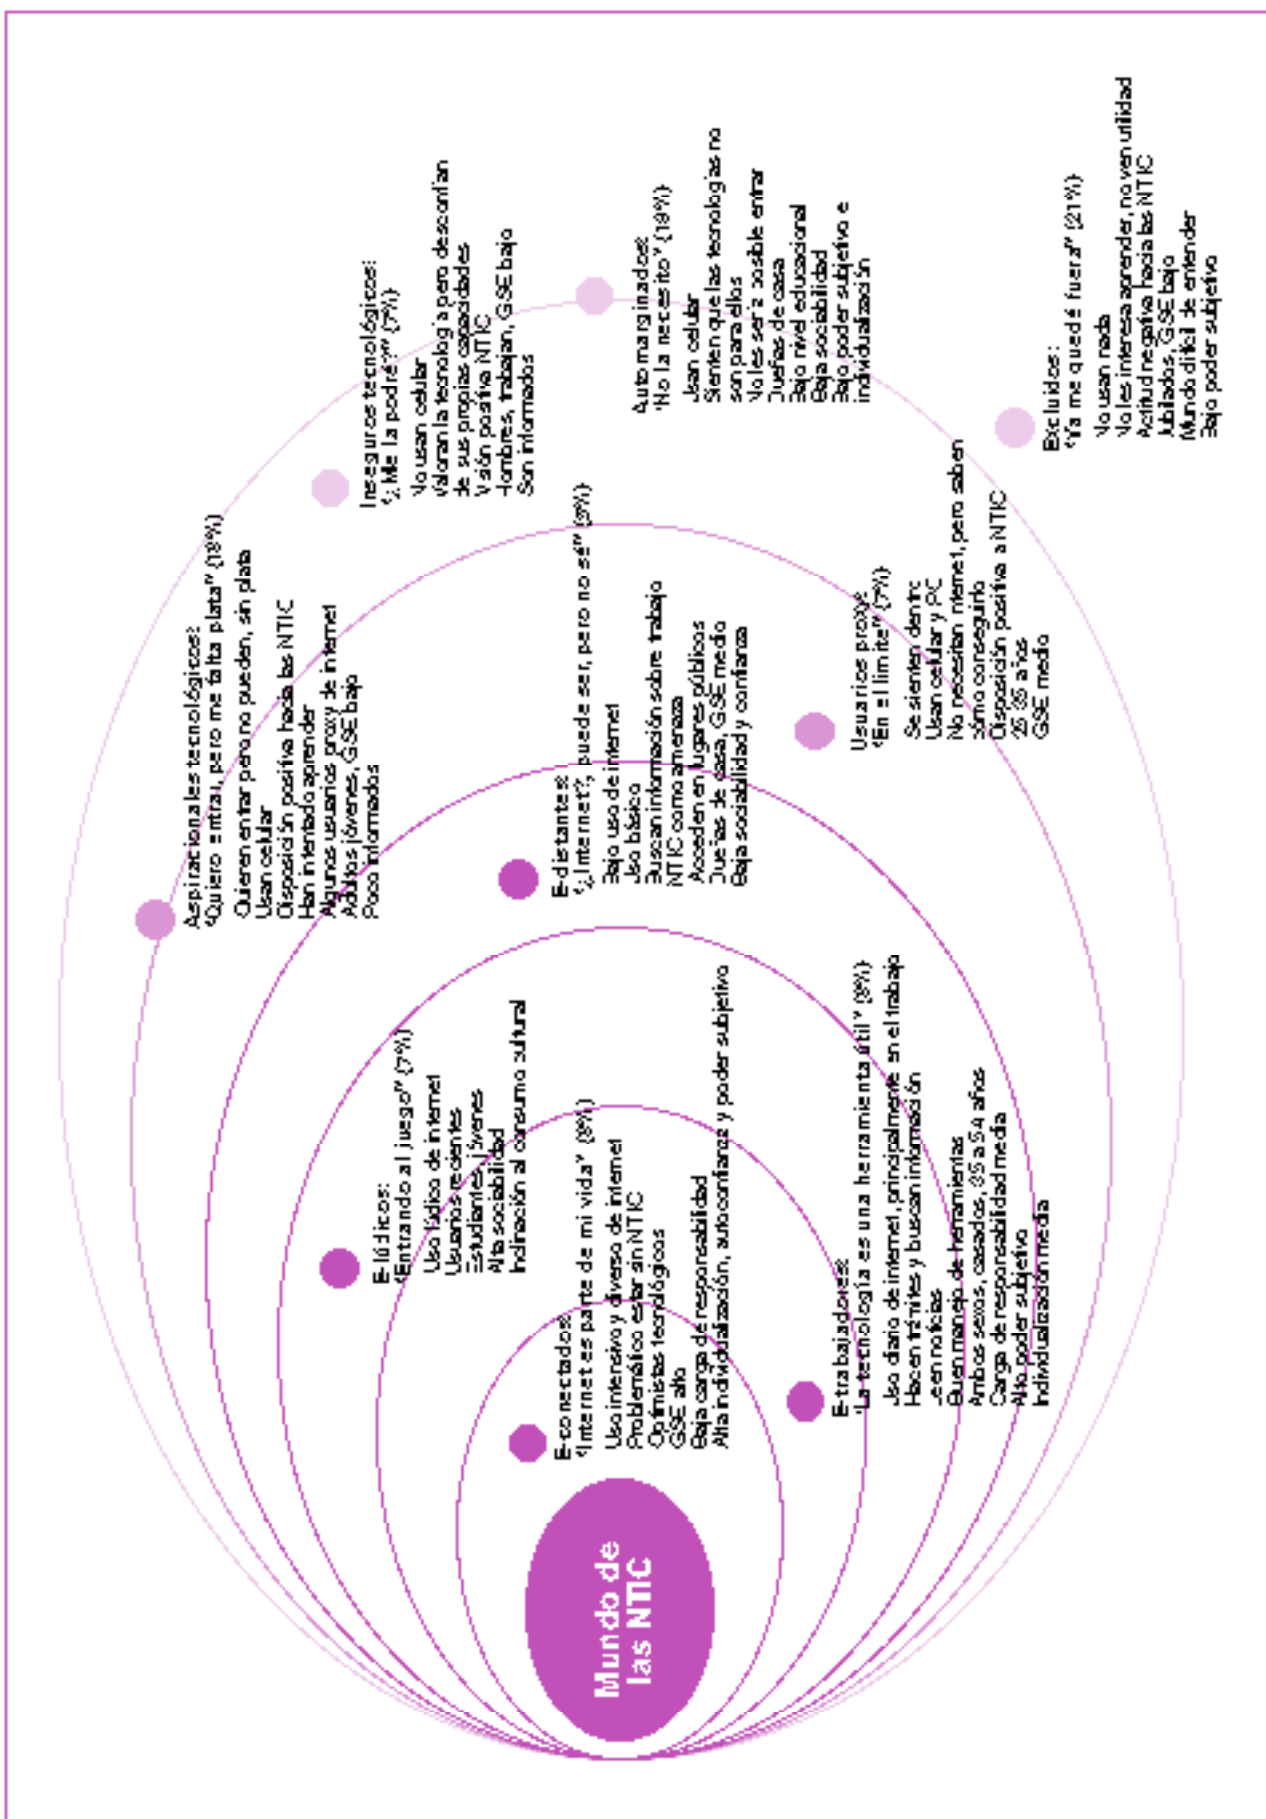 Mundo de
las NTIC
E-conectados:
“Internet es parte de mi vida” (8%)
Uso intensivo y diverso de internet
Problemático estar sin NTIC
Optimistas tecnológicos
GSE alto
Baja carga de responsabilidad
Alta individualización, autoconfianza y poder subjetivo
E-trabajadores:
“La tecnología es una herramienta útil” (8%)
Uso diario de internet, principalmente en el trabajo
Hacen trámites y buscan información
Leen noticias
Buen manejo de herramientas
Ambos sexos, casados, 35 a 54 años
Carga de responsabilidad media
Alto poder subjetivo
Individualización media
E-lúdicos:
“Entrando al juego” (7%)
Uso lúdico de internet
Usuarios recientes
Estudiantes, jóvenes
Alta sociabilidad
Inclinación al consumo cultural
E-distantes:
“¿Internet?, puede ser, pero no sé”
Bajo uso de internet
Uso básico
Buscan información sobre trabajo
NTIC como amenaza
Acceden en lugares públicos
Dueñas de casa, GSE medio
Baja sociabilidad y confianza
Usuarios proxy:
“En el límite” (7%)
Se sienten dentro
Usan celular y PC
No necesitan internet, pero saben
cómo conseguirlo
Disposición positiva a NTIC
25 35 años
GSE medio
Aspiracionales tecnológicos:
“Quiero entrar, pero me falta plata” (18%)
Quieren entrar pero no pueden, sin plata
Usan celular
Disposición positiva hacia las NTIC
Han intentado aprender
Algunos usuarios proxy de internet
Adultos jóvenes, GSE bajo
Poco informados
Inseguros tecnológicos:
“¿Me la podré?” (7%)
No usan celular
Valoran la tecnología pero desconfían
de sus propias capacidades
Visión positiva NTIC
Hombres, trabajan, GSE bajo
Son informados
Automarginados:
“No la necesito” (18%)
Usan celular
Sienten que las tecnologías no
son para ellos
No les sería posible entrar
Dueñas de casa
Bajo nivel educacional
Baja sociabilidad
Bajo poder subjetivo e
individualización
Excluidos:
“Ya me quedé fuera” (21%)
No usan nada
No les interesa aprender, no ven utilidad
Actitud negativa hacia las NTIC
Jubilados, GSE bajo
Mundo difícil de entender
Bajo poder subjetivo